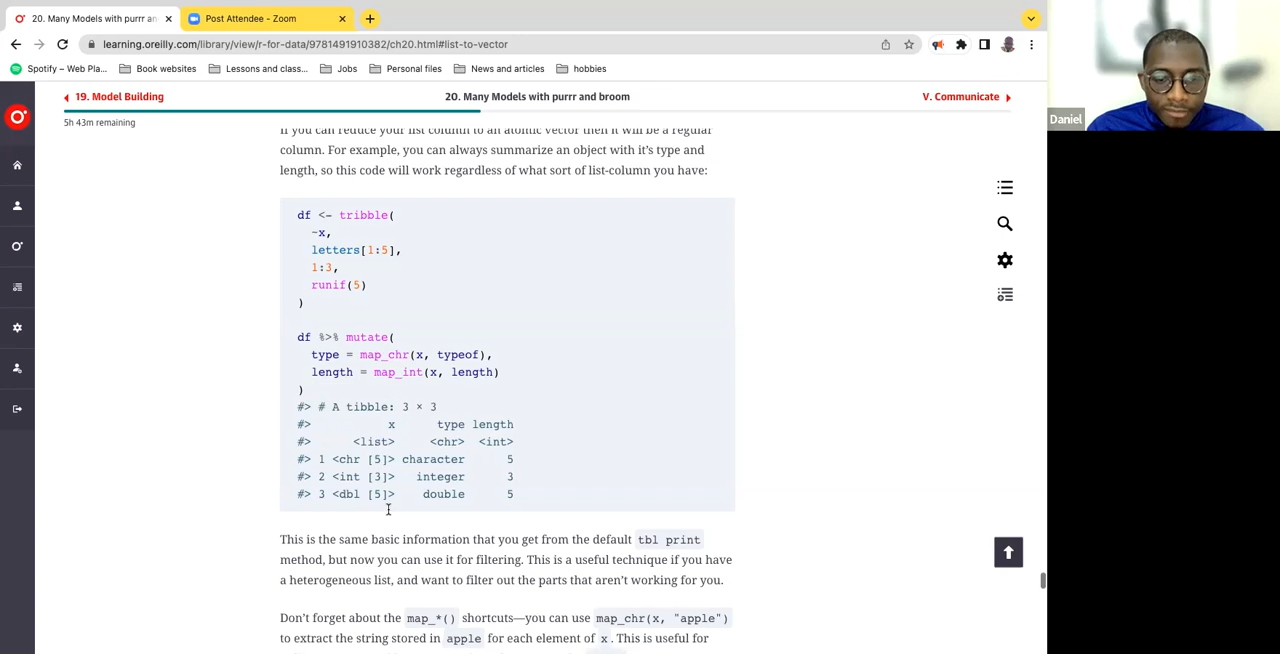 20. Many Models with purrr an
Post Attendee - Zoom
learning.oreilly.com/library/view/r-for-data/9781491910382/ch20.html#list-to-vector
Spotify – Web Pla...
Book websites
Lessons and class...
Jobs
Personal files
News and articles
hobbies
19. Model Building
20. Many Models with purrr and broom
V. Communicate
5h 43m remaining
Daniel
If you can reduce your list column to an atomic vector then it will be a regular
column. For example, you can always summarize an object with it's type and
length, so this code will work regardless of what sort of list-column you have:
df <- tribble(
~x,
letters[1:5],
1:3,
runif(5)
)
df %>% mutate(
type = map_chr(x, typeof),
length = map_int(x, length)
)
#> # A tibble: 3 × 3
#> x type length
#> <list> <chr> <int>
#> 1 <chr [5]> character 5
#> 2 <int [3]> integer 3
#> 3 <dbl [5]> double 5
This is the same basic information that you get from the default tbl print
method, but now you can use it for filtering. This is a useful technique if you have
a heterogeneous list, and want to filter out the parts that aren't working for you.
Don't forget about the map_*() shortcuts—you can use map_chr(x, "apple")
to extract the string stored in apple for each element of x. This is useful for